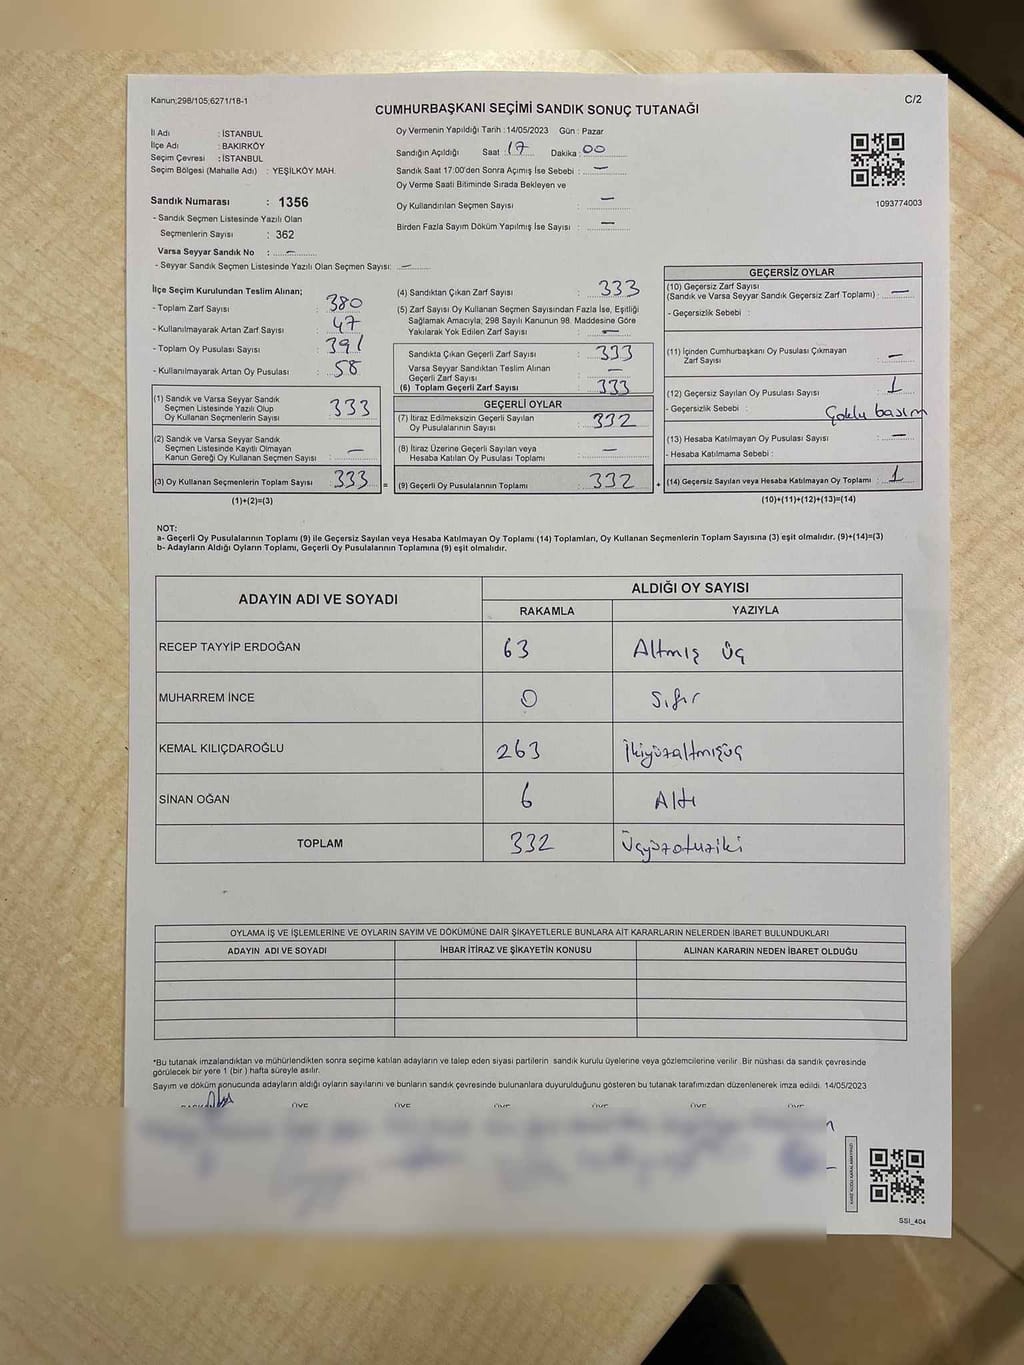 Kanun;298/105;6271/18-1
C/2
CUMHURBAŞKANI SEÇİMİ SANDIK SONUÇ TUTANAĞI
İl Adı : İSTANBUL
İlçe Adı : BAKIRKÖY
Seçim Çevresi : İSTANBUL
Seçim Bölgesi (Mahalle Adı) : YEŞİLKÖY MAH.
Oy Vermenin Yapıldığı Tarih : 14/05/2023 Gün : Pazar
Sandığın Açıldığı Saat : 17 Dakika : 00
Sandık Saat 17:00'den Sonra Açımış İse Sebebi : —
Oy Verme Saati Bitiminde Sırada Bekleyen ve
Oy Kullandırılan Seçmen Sayısı : —
Birden Fazla Sayım Döküm Yapılmış İse Sayısı : —
1093774003
Sandık Numarası : 1356
- Sandık Seçmen Listesinde Yazılı Olan
Seçmenlerin Sayısı : 362
Varsa Seyyar Sandık No : —
- Seyyar Sandık Seçmen Listesinde Yazılı Olan Seçmen Sayısı: —
İlçe Seçim Kurulundan Teslim Alınan;
- Toplam Zarf Sayısı : 380
- Kullanılmayarak Artan Zarf Sayısı : 47
- Toplam Oy Pusulası Sayısı : 391
- Kullanılmayarak Artan Oy Pusulası : 58
(1) Sandık ve Varsa Seyyar Sandık
Seçmen Listesinde Yazılı Olup
Oy Kullanan Seçmenlerin Sayısı : 333
(2) Sandık ve Varsa Seyyar Sandık
Seçmen Listesinde Kayıtlı Olmayan
Kanun Gereği Oy Kullanan Seçmen Sayısı : —
(3) Oy Kullanan Seçmenlerin Toplam Sayısı : 333 =
(1)+(2)=(3)
(4) Sandıktan Çıkan Zarf Sayısı : 333
(5) Zarf Sayısı Oy Kullanan Seçmen Sayısından Fazla İse, Eşitliği
Sağlamak Amacıyla; 298 Sayılı Kanunun 98. Maddesine Göre
Yakılarak Yok Edilen Zarf Sayısı : —
Sandıkta Çıkan Geçerli Zarf Sayısı : 333
Varsa Seyyar Sandıktan Teslim Alınan
Geçerli Zarf Sayısı : —
(6) Toplam Geçerli Zarf Sayısı : 333
GEÇERLİ OYLAR
(7) İtiraz Edilmeksizin Geçerli Sayılan
Oy Pusulasının Sayısı : 332
(8) İtiraz Üzerine Geçerli Sayılan veya
Hesaba Katılan Oy Pusulası Toplamı : —
(9) Geçerli Oy Pusulalarının Toplamı : 332 +
GEÇERSİZ OYLAR
(10) Geçersiz Zarf Sayısı
(Sandık ve Varsa Seyyar Sandık Geçersiz Zarf Toplamı) : —
- Geçersizlik Sebebi :
(11) İçinden Cumhurbaşkanı Oy Pusulası Çıkmayan
Zarf Sayısı : —
(12) Geçersiz Sayılan Oy Pusulası Sayısı : 1
- Geçersizlik Sebebi : Çoklu basım
(13) Hesaba Katılmayan Oy Pusulası Sayısı : —
- Hesaba Katılmama Sebebi :
(14) Geçersiz Sayılan veya Hesaba Katılmayan Oy Toplamı : 1
(10)+(11)+(12)+(13)=(14)
NOT:
a- Geçerli Oy Pusulalarının Toplamı (9) ile Geçersiz Sayılan veya Hesaba Katılmayan Oy Toplamı (14) Toplamları, Oy Kullanan Seçmenlerin Toplam Sayısına (3) eşit olmalıdır. (9)+(14)=(3)
b- Adayların Aldığı Oyların Toplamı, Geçerli Oy Pusulalarının Toplamına (9) eşit olmalıdır.
ADAYIN ADI VE SOYADI ALDIĞI OY SAYISI
RAKAMLA YAZIYLA
RECEP TAYYİP ERDOĞAN 63 Altmış üç
MUHARREM İNCE 0 Sıfır
KEMAL KILIÇDAROĞLU 263 İkiyüzaltmışüç
SİNAN OĞAN 6 Altı
TOPLAM 332 Üçyüzotuziki
OYLAMA İŞ VE İŞLEMLERİNE VE OYLARIN SAYIM VE DÖKÜMÜNE DAİR ŞİKAYETLERLE BUNLARA AİT KARARLARIN NELERDEN İBARET BULUNDUKLARI
ADAYIN ADI VE SOYADI İHBAR İTİRAZ VE ŞİKAYETİN KONUSU ALINAN KARARIN NEDEN İBARET OLDUĞU
*Bu tutanak imzalandıktan ve mühürlendikten sonra seçime katılan adayların ve talep eden siyasi partilerin sandık kurulu üyelerine veya gözlemcilerine verilir .Bir nüshası da sandık çevresinde
görülecek bir yere 1 (bir ) hafta süreyle asılır.
Sayım ve döküm sonucunda adayların aldığı oyların sayılarını ve bunların sandık çevresinde bulunanlara duyurulduğunu gösteren bu tutanak tarafımızdan düzenlenerek imza edildi. 14/05/2023
ÜYE ÜYE ÜYE ÜYE ÜYE ÜYE
SSI_404